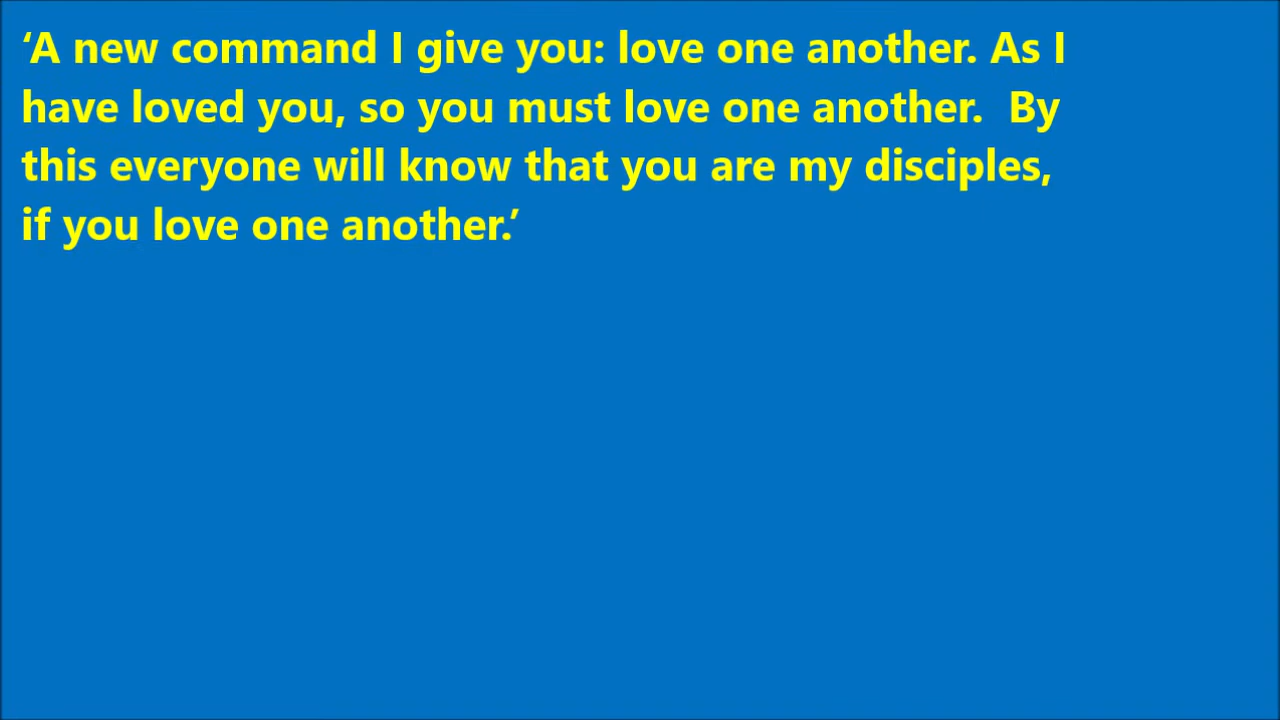 ‘A new command I give you: love one another. As I
have loved you, so you must love one another.  By
this everyone will know that you are my disciples,
if you love one another.’